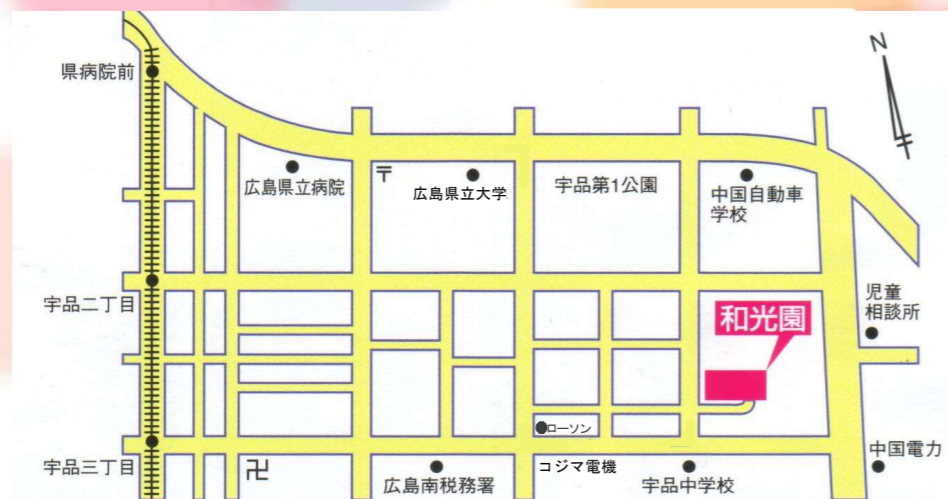 N
県病院前
広島県立病院
〒
広島県立大学
宇品第1公園
中国自動車
学校
宇品二丁目
児童
相談所
和光園
ローソン
宇品三丁目
卍
広島南税務署
コジマ電機
宇品中学校
中国電力